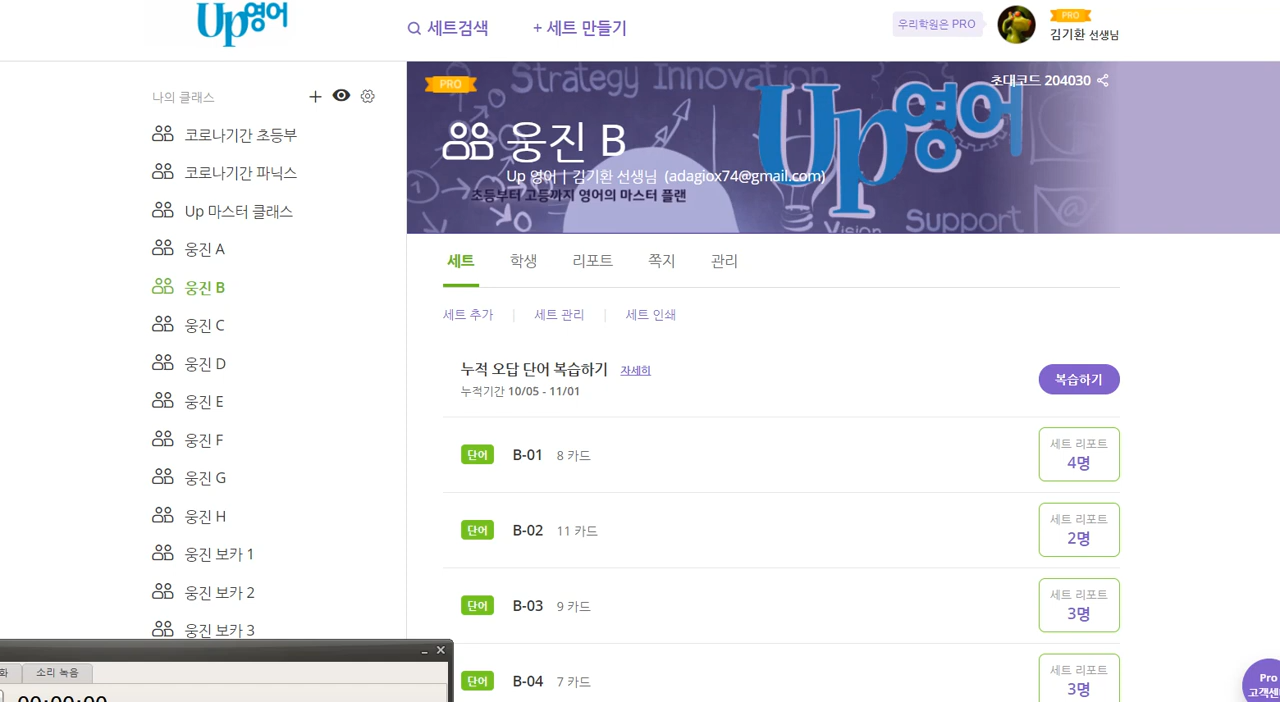 Up영어
세트검색
+ 세트 만들기
우리학원은 PRO
PRO
김기환 선생님
나의 클래스
코로나기간 초등부
코로나기간 파닉스
Up 마스터 클래스
웅진 A
웅진 B
웅진 C
웅진 D
웅진 E
웅진 F
웅진 G
웅진 H
웅진 보카 1
웅진 보카 2
웅진 보카 3
소리 녹음
00:00:00
PRO
Strategy Innovation
초대코드 204030
웅진 B
Up영어
Up 영어 | 김기환 선생님 (adagiox74@gmail.com)
초등부터 고등까지 영어의 마스터 플랜
Vision
Support
세트 학생 리포트 쪽지 관리
세트 추가 | 세트 관리 | 세트 인쇄
누적 오답 단어 복습하기 자세히
누적기간 10/05 - 11/01
복습하기
단어 B-01 8 카드
세트 리포트
4명
단어 B-02 11 카드
세트 리포트
2명
단어 B-03 9 카드
세트 리포트
3명
단어 B-04 7 카드
세트 리포트
3명
Pro
고객센